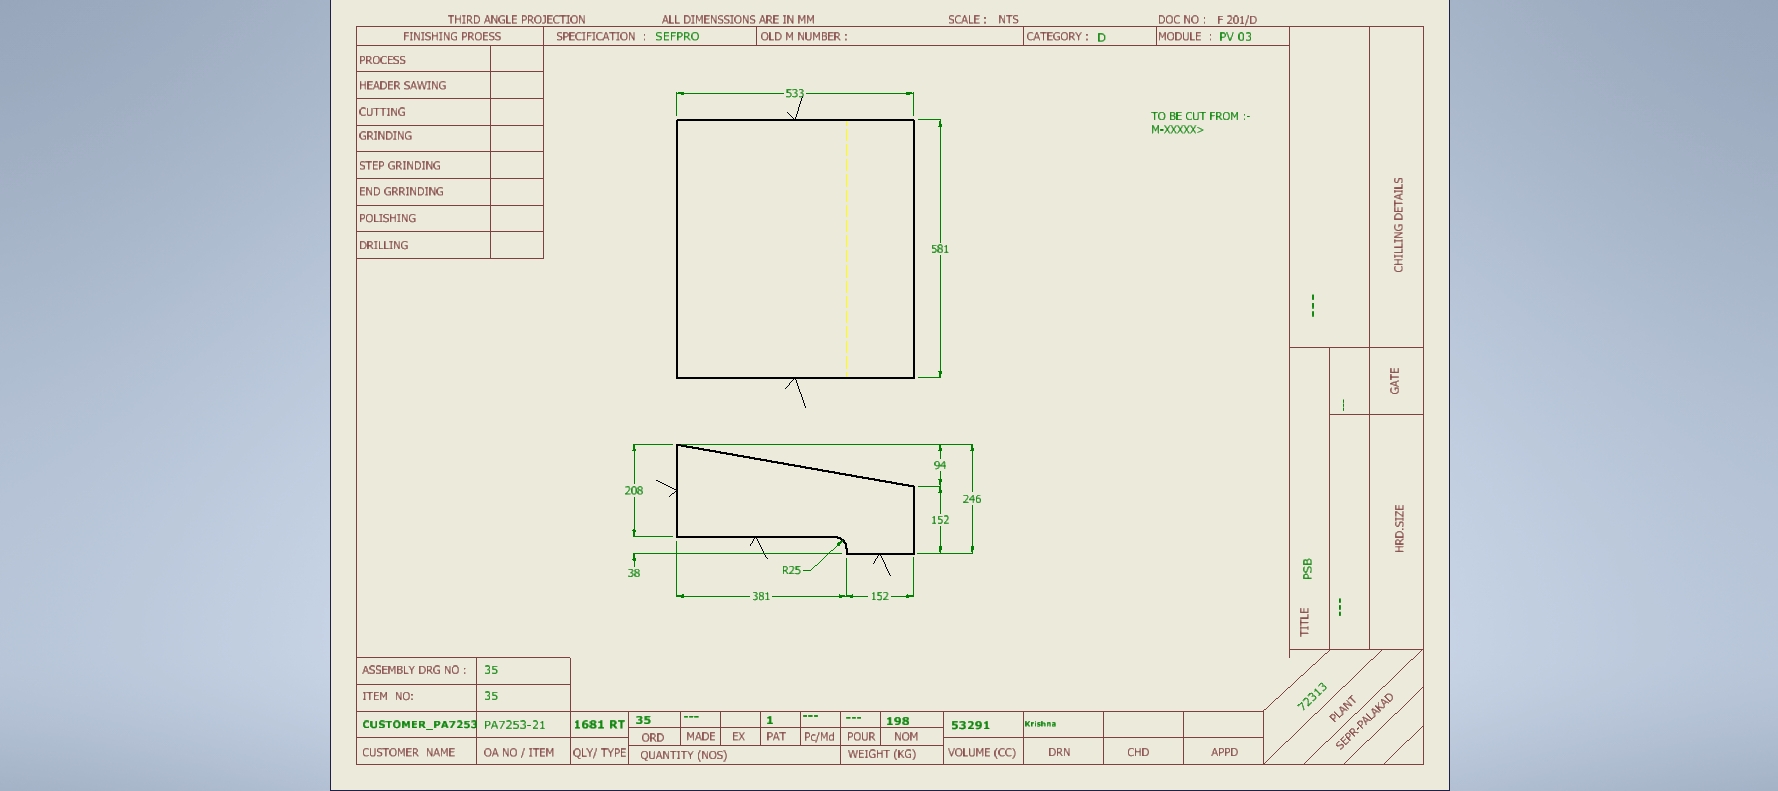 THIRD ANGLE PROJECTION ALL DIMENSSIONS ARE IN MM SCALE : NTS DOC NO : F 201/D
FINISHING PROESS SPECIFICATION : SEFPRO OLD M NUMBER : CATEGORY : D MODULE : PV 03
PROCESS
HEADER SAWING
CUTTING
GRINDING
STEP GRINDING
END GRRINDING
POLISHING
DRILLING
533
581
TO BE CUT FROM :-
M-XXXXX>
208
38
94
152
246
R25
381
152
CHILLING DETAILS
---
GATE
---
HRD.SIZE
---
TITLE PSB
72313
PLANT
SEPR-PALAKAD
ASSEMBLY DRG NO : 35
ITEM NO: 35
CUSTOMER_PA7253 PA7253-21 1681 RT 35 --- 1 --- --- 198 53291 Krishna
ORD MADE EX PAT Pc/Md POUR NOM
CUSTOMER NAME OA NO / ITEM QLY/ TYPE QUANTITY (NOS) WEIGHT (KG) VOLUME (CC) DRN CHD APPD